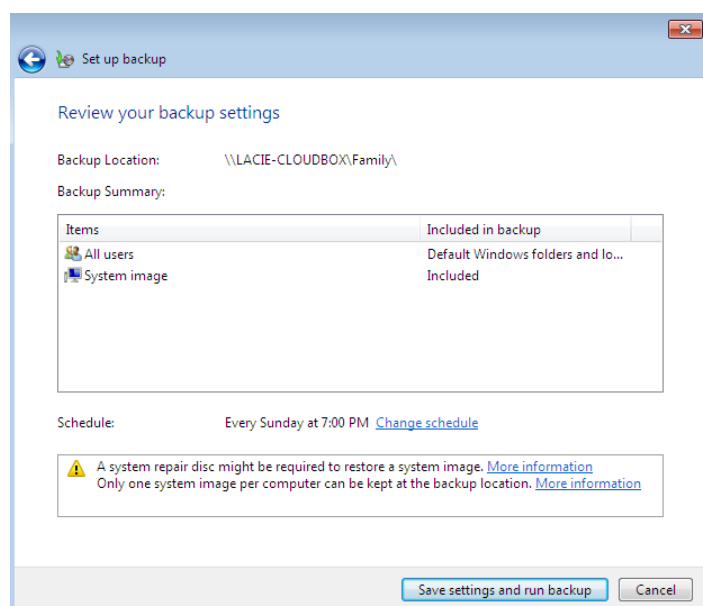 Set up backup
Review your backup settings
Backup Location: \\LACIE-CLOUDBOX\Family\
Backup Summary:
Items Included in backup
All users Default Windows folders and lo...
System image Included
Schedule: Every Sunday at 7:00 PM Change schedule
A system repair disc might be required to restore a system image. More information
Only one system image per computer can be kept at the backup location. More information
Save settings and run backup Cancel